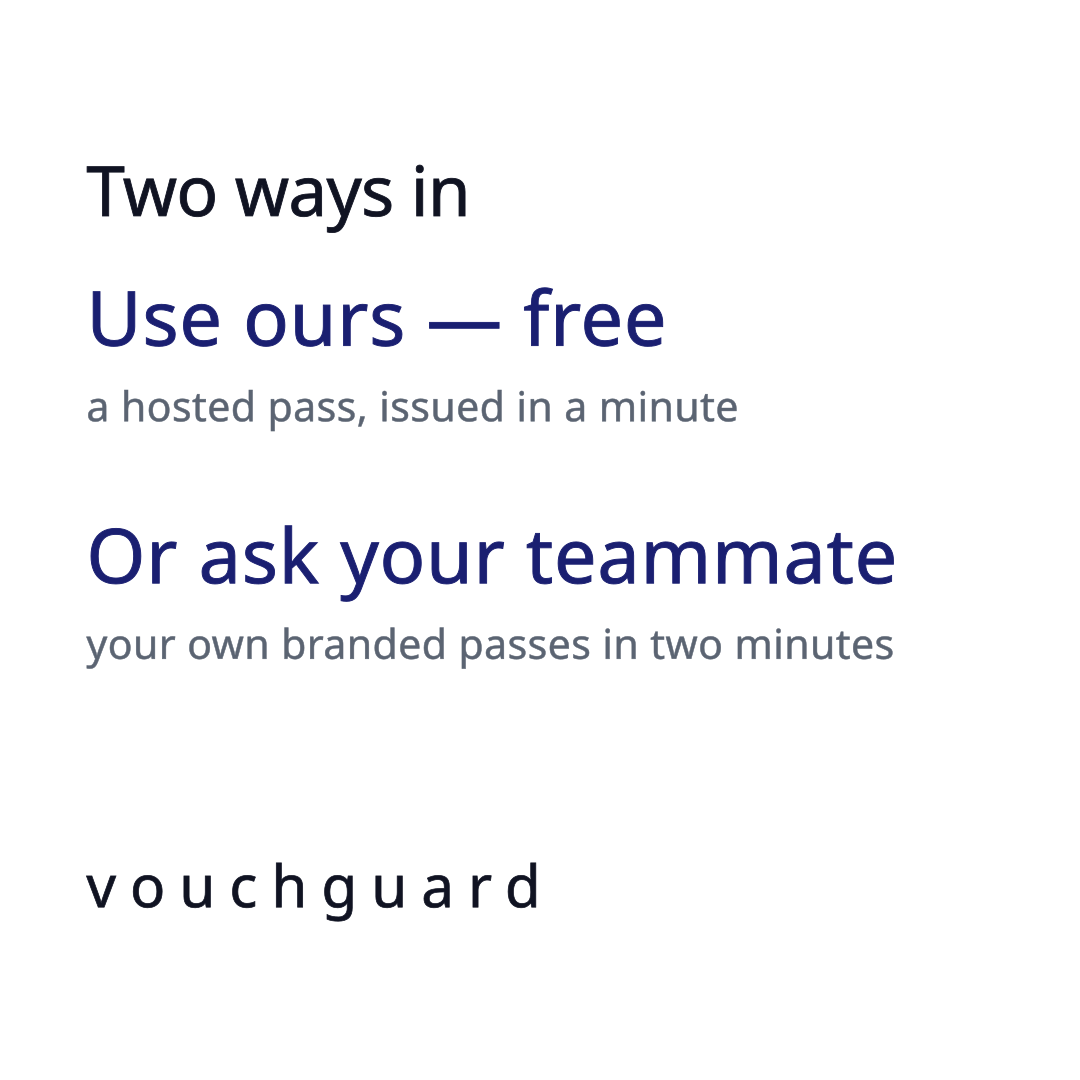 Two ways in
Use ours — free
a hosted pass, issued in a minute
Or ask your teammate
your own branded passes in two minutes
vouchguard